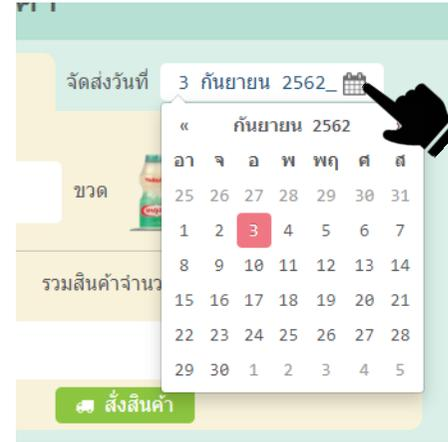 จัดส่งวันที่ 3 กันยายน 2562_
« กันยายน 2562 »
อา จ อ พ พฤ ศ ส
25 26 27 28 29 30 31
1 2 3 4 5 6 7
ขวด
8 9 10 11 12 13 14
รวมสินค้าจำนว
15 16 17 18 19 20 21
22 23 24 25 26 27 28
29 30 1 2 3 4 5
สั่งสินค้า